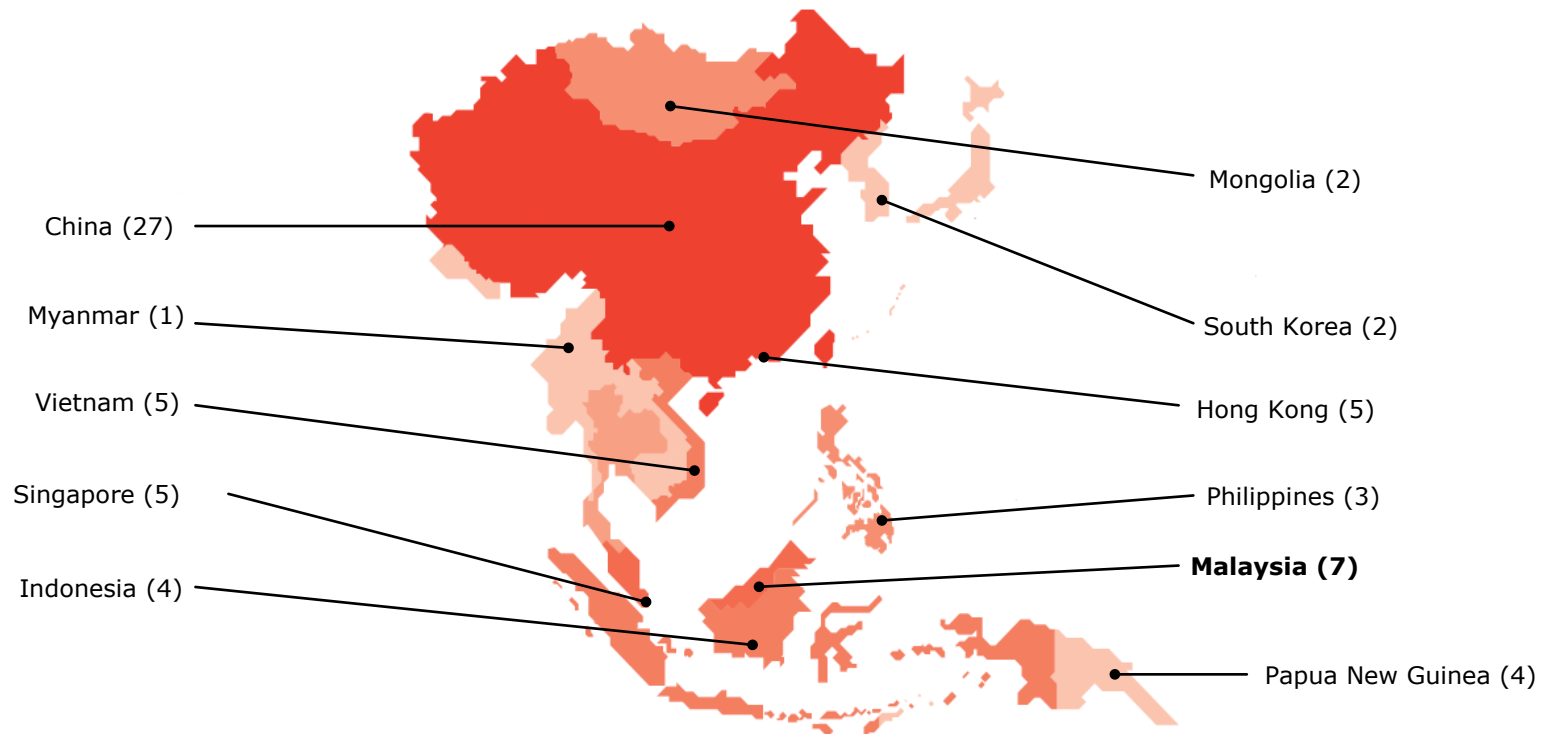 China (27)
Myanmar (1)
Vietnam (5)
Singapore (5)
Indonesia (4)
Mongolia (2)
South Korea (2)
Hong Kong (5)
Philippines (3)
Malaysia (7)
Papua New Guinea (4)